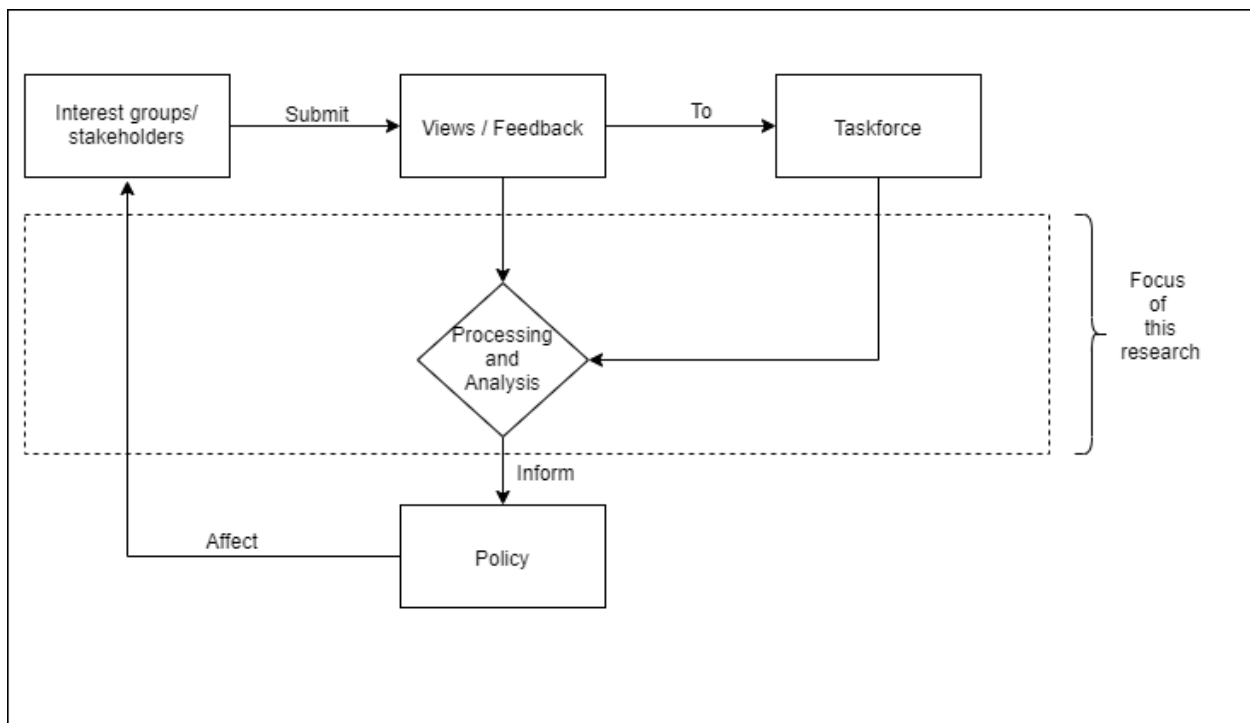 Interest groups/
stakeholders
Submit
Views / Feedback
To
Taskforce
Processing
and
Analysis
Focus
of
this
research
Inform
Affect
Policy